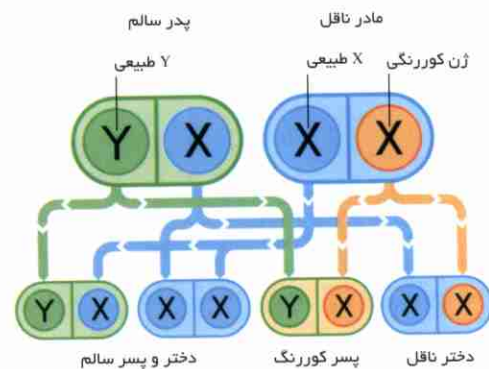 مادر ناقل
پدر سالم
ژن کوررنگی
X طبیعی
Y طبیعی
Y X
X X
Y X
X X
Y X
X X
دختر و پسر سالم
پسر کوررنگ
دختر ناقل